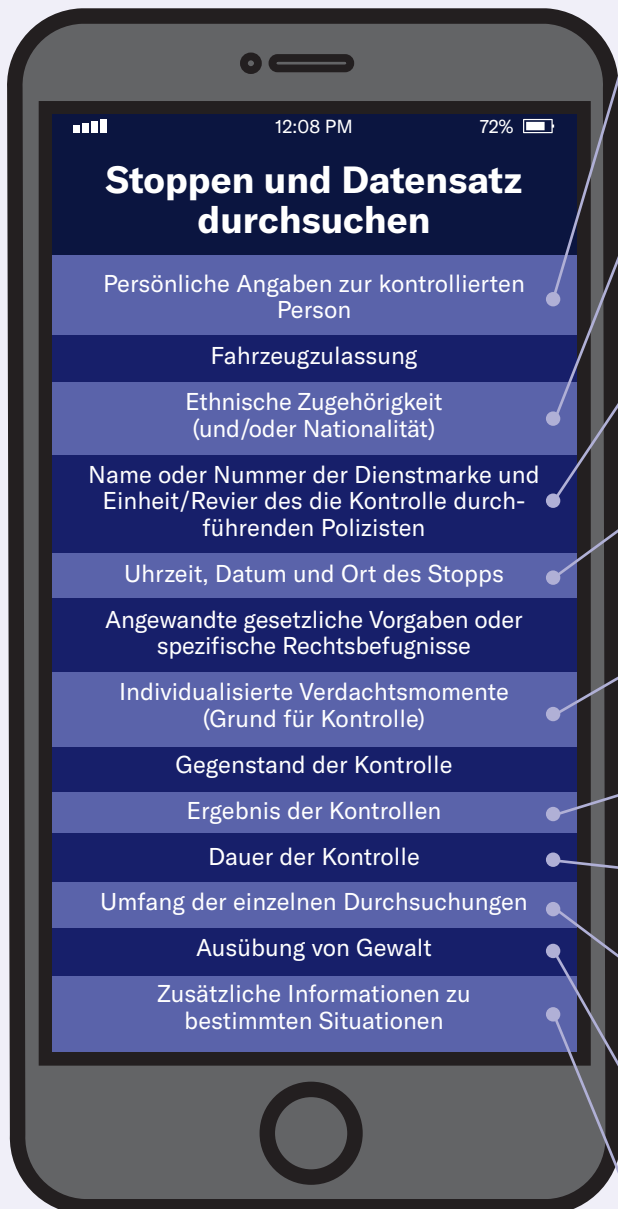 12:08 PM 72%
Stoppen und Datensatz
durchsuchen
Persönliche Angaben zur kontrollierten
Person
Fahrzeugzulassung
Ethnische Zugehörigkeit
(und/oder Nationalität)
Name oder Nummer der Dienstmarke und
Einheit/Revier des die Kontrolle durch-
führenden Polizisten
Uhrzeit, Datum und Ort des Stopps
Angewandte gesetzliche Vorgaben oder
spezifische Rechtsbefugnisse
Individualisierte Verdachtsmomente
(Grund für Kontrolle)
Gegenstand der Kontrolle
Ergebnis der Kontrollen
Dauer der Kontrolle
Umfang der einzelnen Durchsuchungen
Ausübung von Gewalt
Zusätzliche Informationen zu
bestimmten Situationen